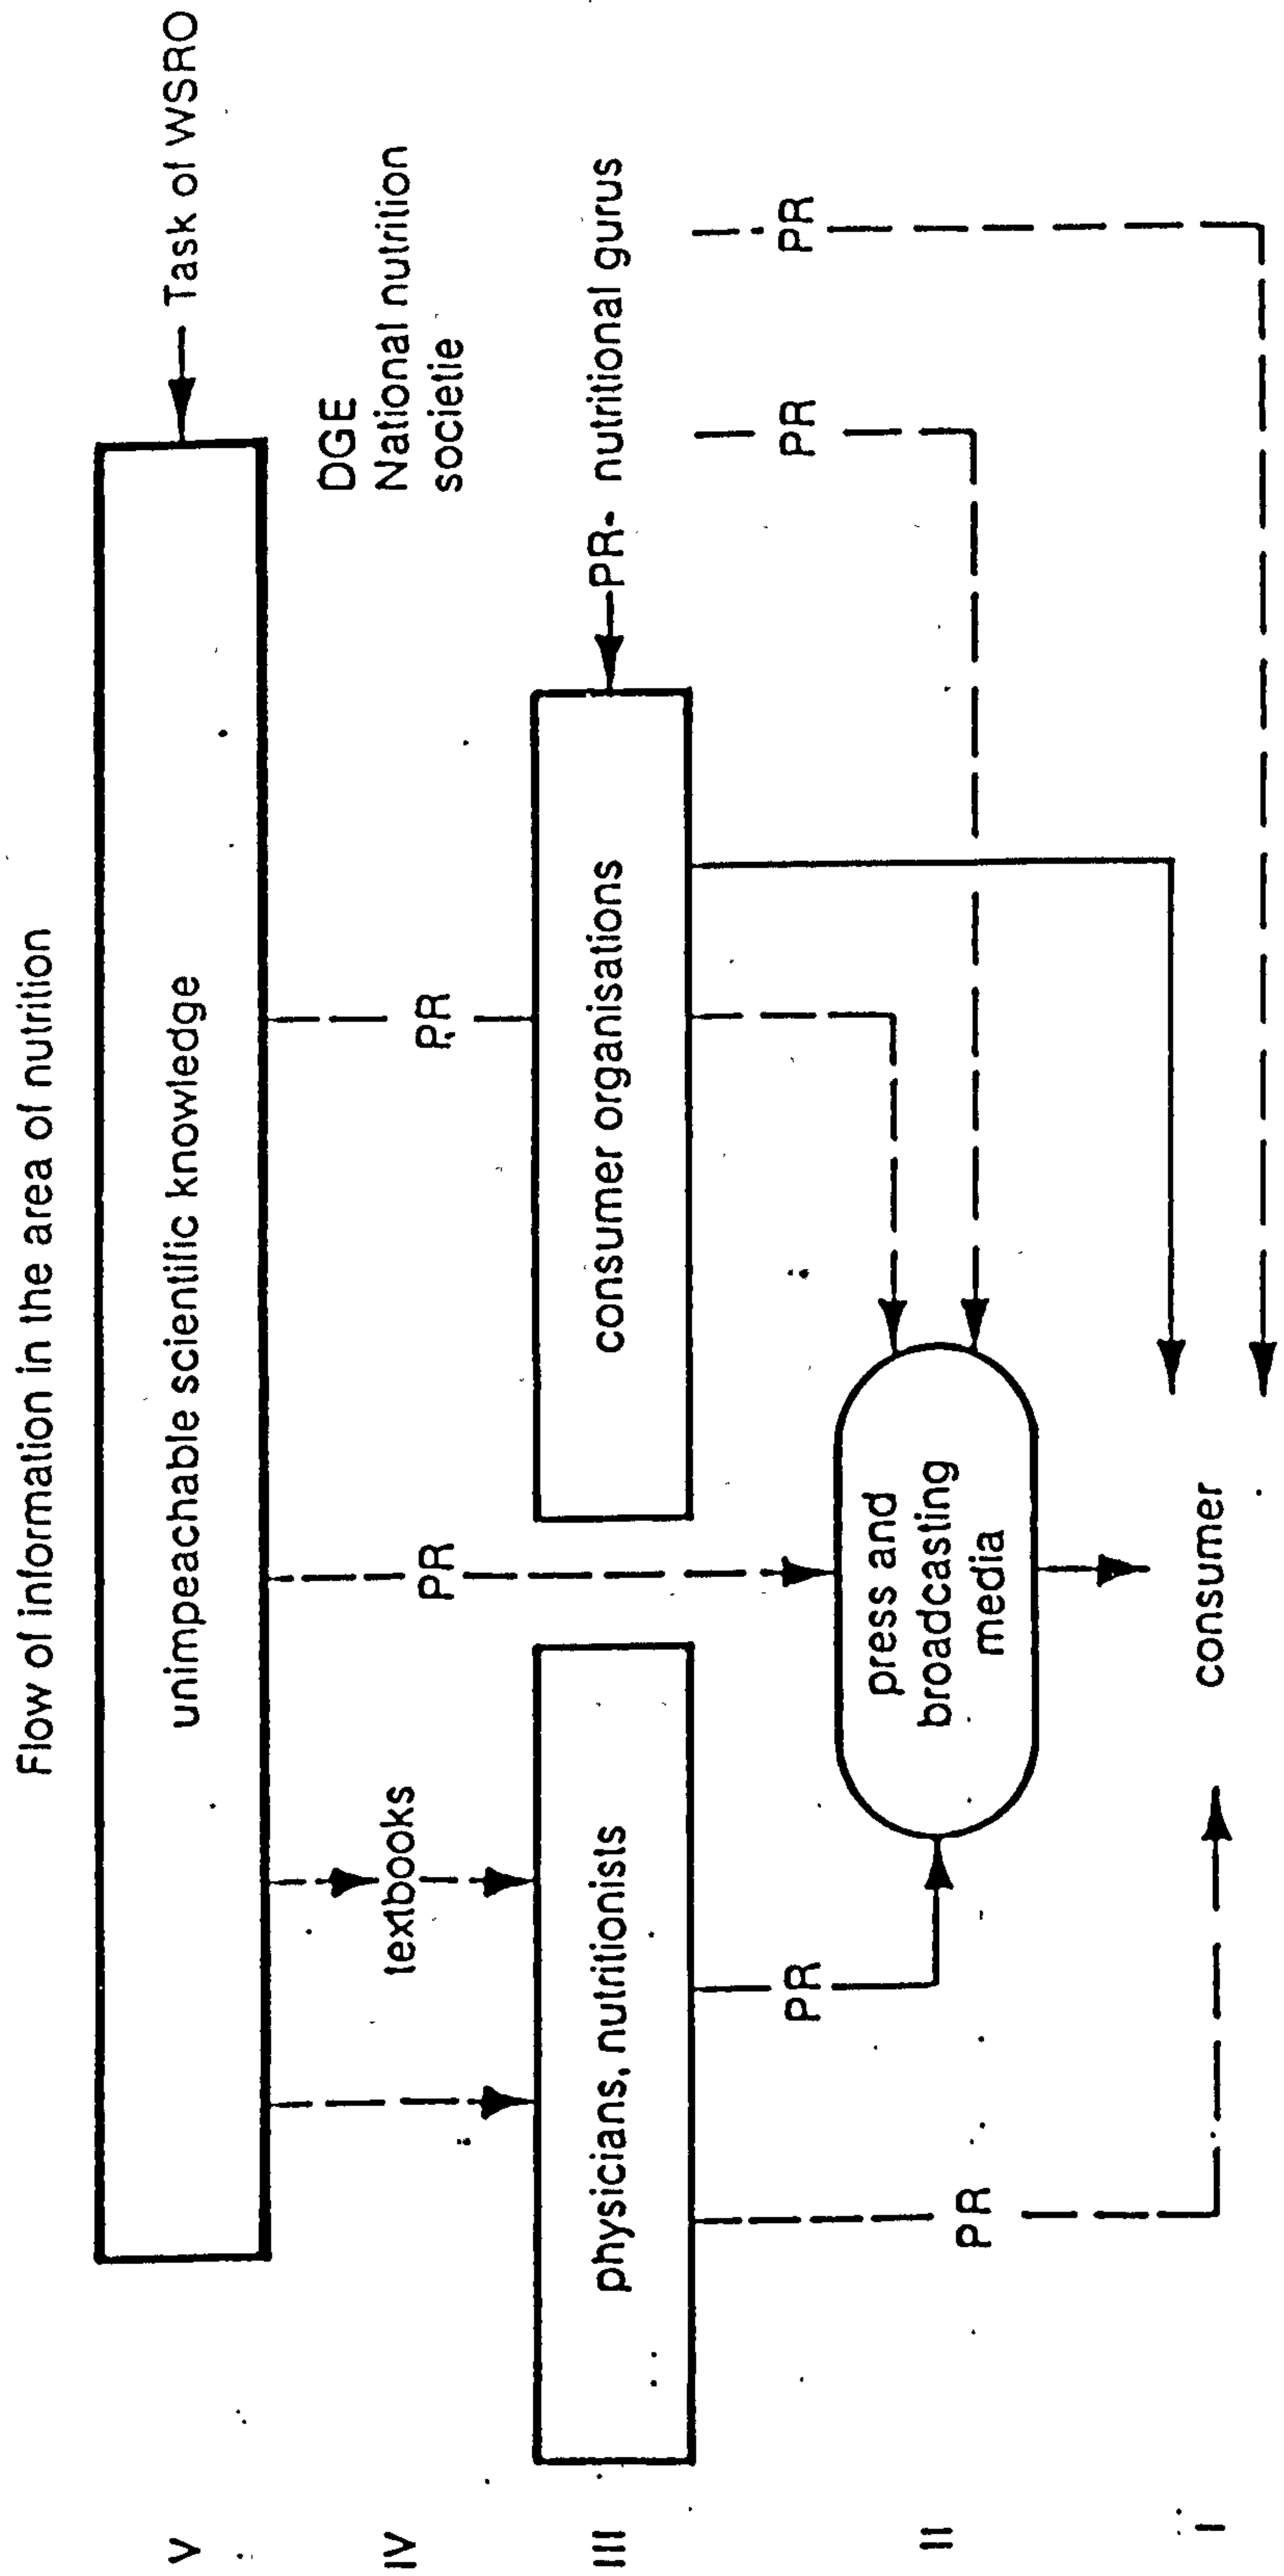 Flow of information in the area of nutrition
V
unimpeachable scientific knowledge
Task of WSRO
IV
textbooks
PR
PR
DGE
National nutrition
societie
III
physicians, nutritionists
consumer organisations
PR
nutritional gurus
PR
PR
PR
II
press and
broadcasting
media
PR
I
consumer